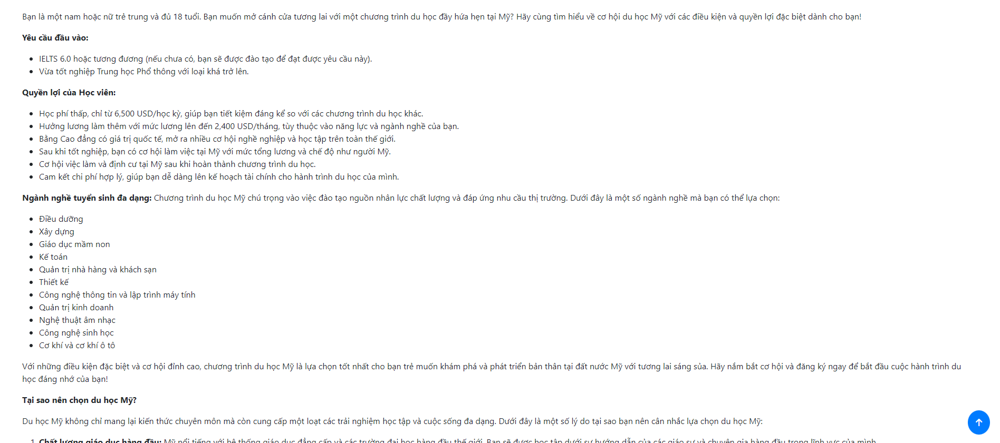 Bạn là một nam hoặc nữ trẻ trung và đủ 18 tuổi. Bạn muốn mở cánh cửa tương lai với một chương trình du học đầy hứa hẹn tại Mỹ? Hãy cùng tìm hiểu về cơ hội du học Mỹ với các điều kiện và quyền lợi đặc biệt dành cho bạn!
Yêu cầu đầu vào:
• IELTS 6.0 hoặc tương đương (nếu chưa có, bạn sẽ được đào tạo để đạt được yêu cầu này).
• Vừa tốt nghiệp Trung học Phổ thông với loại khá trở lên.
Quyền lợi của Học viên:
• Học phí thấp, chỉ từ 6,500 USD/học kỳ, giúp bạn tiết kiệm đáng kể so với các chương trình du học khác.
• Hưởng lương làm thêm với mức lương lên đến 2,400 USD/tháng, tùy thuộc vào năng lực và ngành nghề của bạn.
• Bằng Cao đẳng có giá trị quốc tế, mở ra nhiều cơ hội nghề nghiệp và học tập trên toàn thế giới.
• Sau khi tốt nghiệp, bạn có cơ hội làm việc tại Mỹ với mức tổng lương và chế độ như người Mỹ.
• Cơ hội việc làm và định cư tại Mỹ sau khi hoàn thành chương trình du học.
• Cam kết chi phí hợp lý, giúp bạn dễ dàng lên kế hoạch tài chính cho hành trình du học của mình.
Ngành nghề tuyển sinh đa dạng: Chương trình du học Mỹ chú trọng vào việc đào tạo nguồn nhân lực chất lượng và đáp ứng nhu cầu thị trường. Dưới đây là một số ngành nghề mà bạn có thể lựa chọn:
• Điều dưỡng
• Xây dựng
• Giáo dục mầm non
• Kế toán
• Quản trị nhà hàng và khách sạn
• Thiết kế
• Công nghệ thông tin và lập trình máy tính
• Quản trị kinh doanh
• Nghệ thuật âm nhạc
• Công nghệ sinh học
• Cơ khí và cơ khí ô tô
Với những điều kiện đặc biệt và cơ hội đỉnh cao, chương trình du học Mỹ là lựa chọn tốt nhất cho bạn trẻ muốn khám phá và phát triển bản thân tại đất nước Mỹ với tương lai sáng sủa. Hãy nắm bắt cơ hội và đăng ký ngay để bắt đầu cuộc hành trình du
học đáng nhớ của bạn!
Tại sao nên chọn du học Mỹ?
Du học Mỹ không chỉ mang lại kiến thức chuyên môn mà còn cung cấp một loạt các trải nghiệm học tập và cuộc sống đa dạng. Dưới đây là một số lý do tại sao bạn nên cân nhắc lựa chọn du học Mỹ:
1. Chất lượng giáo dục hàng đầu: Mỹ nổi tiếng với hệ thống giáo dục đẳng cấp và các trường đại học hàng đầu thế giới. Bạn sẽ được học tập dưới sự hướng dẫn của các giáo sư và chuyên gia hàng đầu trong lĩnh vực của mình.